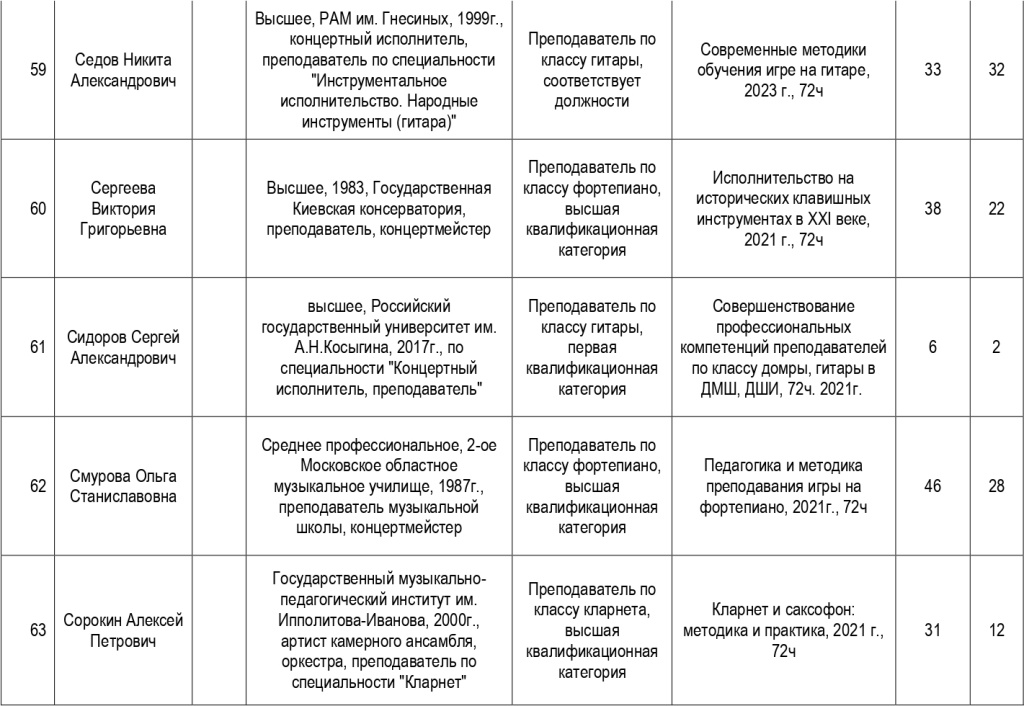 59
Седов Никита
Александрович
Высшее, РАМ им. Гнесиных, 1999г.,
концертный исполнитель,
преподаватель по специальности
"Инструментальное
исполнительство. Народные
инструменты (гитара)"
Преподаватель по
классу гитары,
соответствует
должности
Современные методики
обучения игре на гитаре,
2023 г., 72ч
33
32
60
Сергеева
Виктория
Григорьевна
Высшее, 1983, Государственная
Киевская консерватория,
преподаватель, концертмейстер
Преподаватель по
классу фортепиано,
высшая
квалификационная
категория
Исполнительство на
исторических клавишных
инструментах в XXI веке,
2021 г., 72ч
38
22
61
Сидоров Сергей
Александрович
высшее, Российский
государственный университет им.
А.Н.Косыгина, 2017г., по
специальности "Концертный
исполнитель, преподаватель"
Преподаватель по
классу гитары,
первая
квалификационная
категория
Совершенствование
профессиональных
компетенций преподавателей
по классу домры, гитары в
ДМШ, ДШИ, 72ч. 2021г.
6
2
62
Смурова Ольга
Станиславовна
Среднее профессиональное, 2-ое
Московское областное
музыкальное училище, 1987г.,
преподаватель музыкальной
школы, концертмейстер
Преподаватель по
классу фортепиано,
высшая
квалификационная
категория
Педагогика и методика
преподавания игры на
фортепиано, 2021г., 72ч
46
28
63
Сорокин Алексей
Петрович
Государственный музыкально-
педагогический институт им.
Ипполитова-Иванова, 2000г.,
артист камерного ансамбля,
оркестра, преподаватель по
специальности "Кларнет"
Преподаватель по
классу кларнета,
высшая
квалификационная
категория
Кларнет и саксофон:
методика и практика, 2021 г.,
72ч
31
12